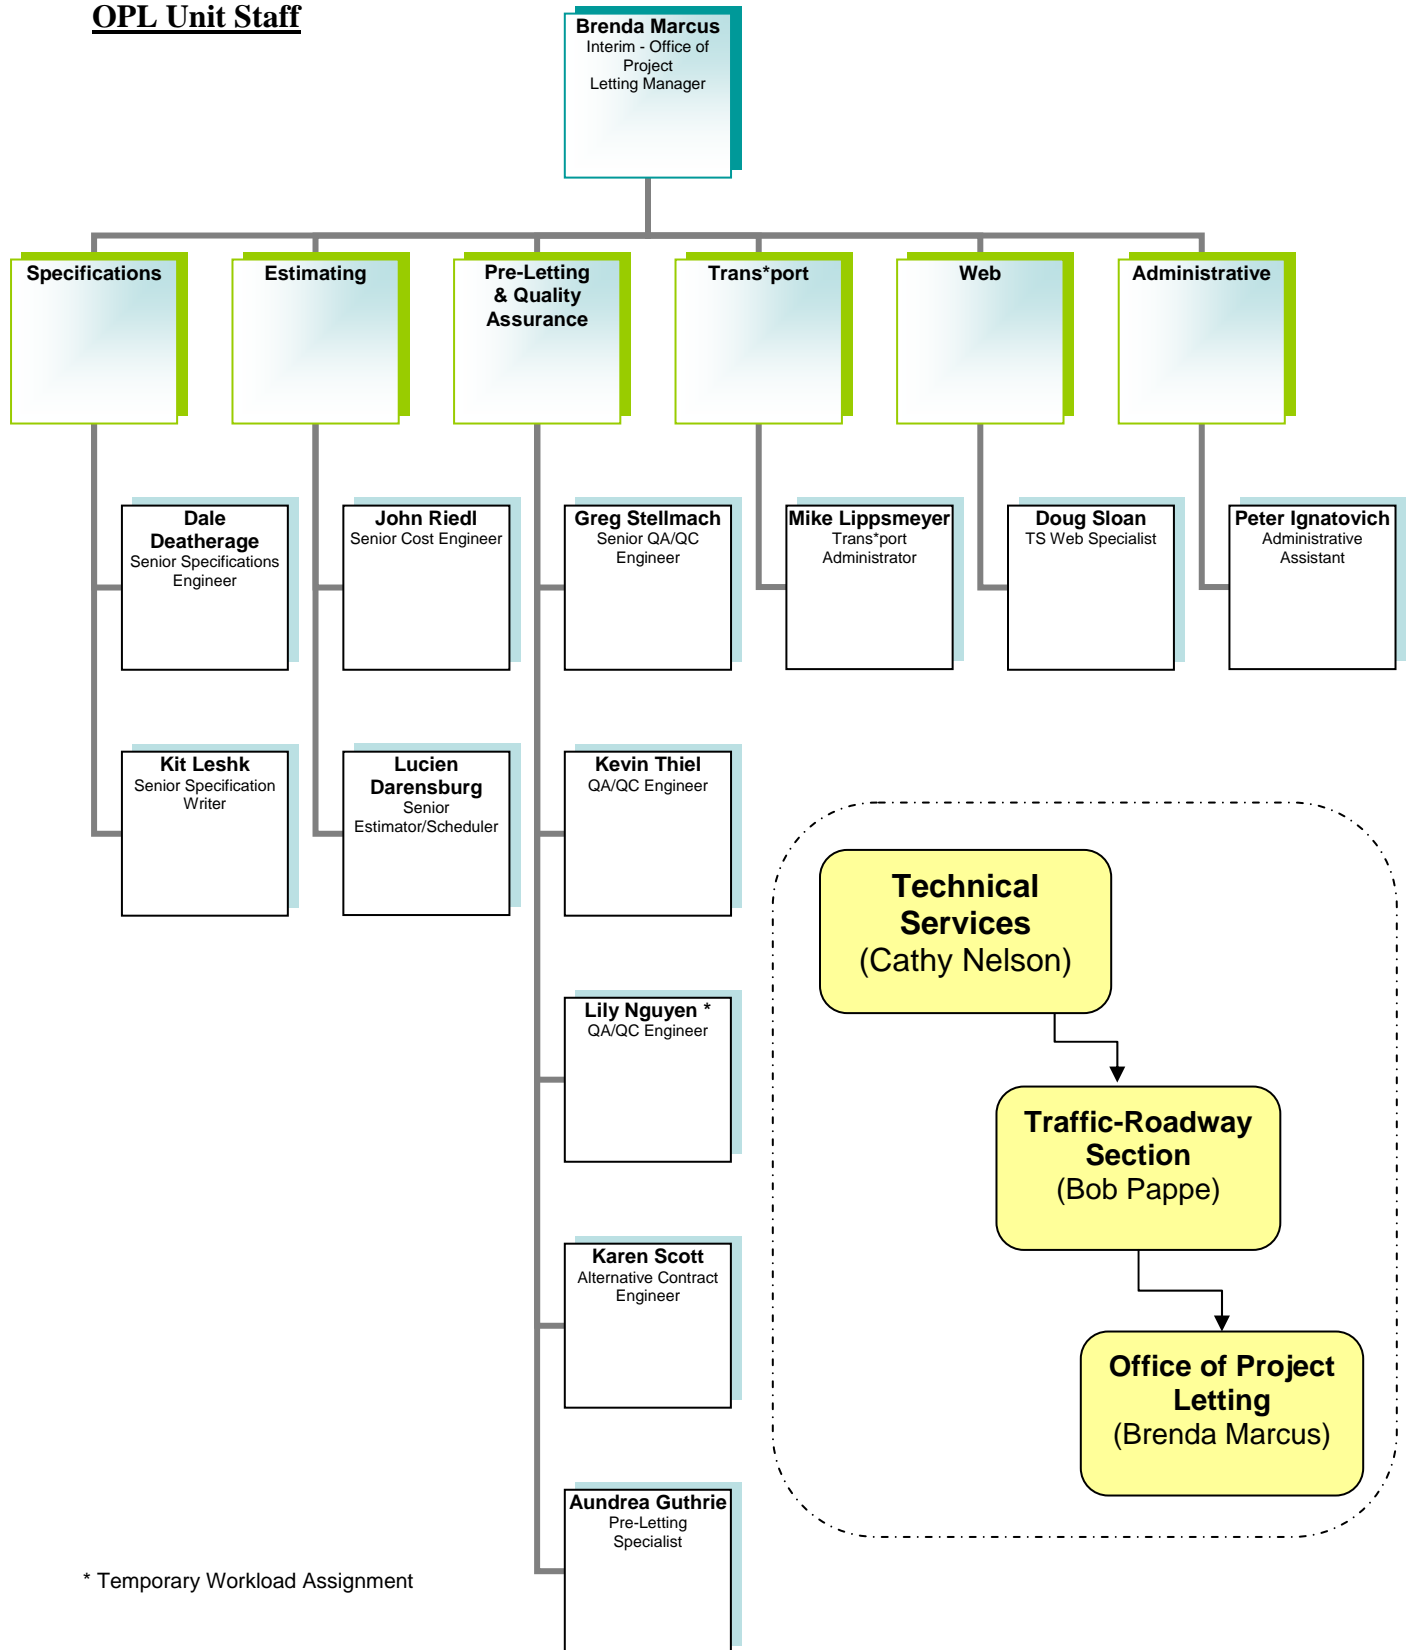 OPL Unit Staff
Brenda Marcus
Interim - Office of
Project
Letting Manager
Specifications
Estimating
Pre-Letting
& Quality
Assurance
Trans*port
Web
Administrative
Dale
Deatherage
Senior Specifications
Engineer
John Riedl
Senior Cost Engineer
Greg Stellmach
Senior QA/QC
Engineer
Mike Lippsmeyer
Trans*port
Administrator
Doug Sloan
TS Web Specialist
Peter Ignatovich
Administrative
Assistant
Kit Leshk
Senior Specification
Writer
Lucien
Darensburg
Senior
Estimator/Scheduler
Kevin Thiel
QA/QC Engineer
Lily Nguyen *
QA/QC Engineer
Karen Scott
Alternative Contract
Engineer
Aundrea Guthrie
Pre-Letting
Specialist
Technical
Services
(Cathy Nelson)
Traffic-Roadway
Section
(Bob Pappe)
Office of Project
Letting
(Brenda Marcus)
* Temporary Workload Assignment